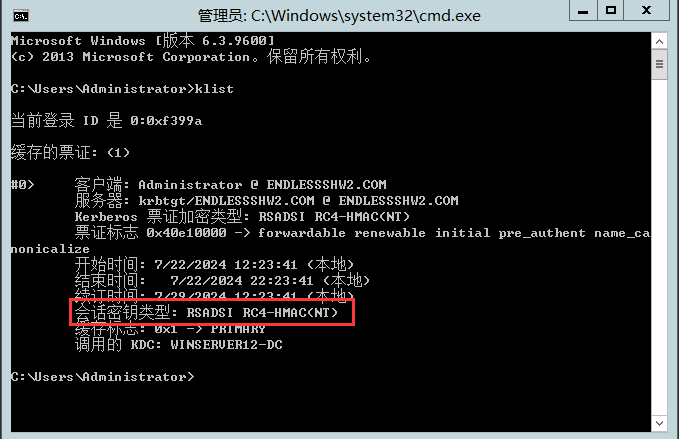 管理员: C:\Windows\system32\cmd.exe
Microsoft Windows [版本 6.3.9600]
(c) 2013 Microsoft Corporation。保留所有权利。
C:\Users\Administrator>klist
当前登录 ID 是 0:0xf399a
缓存的票证: (1)
#0> 客户端: Administrator @ ENDLESSSHW2.COM
服务器: krbtgt/ENDLESSSHW2.COM @ ENDLESSSHW2.COM
Kerberos 票证加密类型: RSADSI RC4-HMAC(NT)
票证标志 0x40e10000 -> forwardable renewable initial pre_authent name_ca
nonicalize
开始时间: 7/22/2024 12:23:41 (本地)
结束时间: 7/22/2024 22:23:41 (本地)
续订时间: 7/29/2024 12:23:41 (本地)
会话密钥类型: RSADSI RC4-HMAC(NT)
缓存标志: 0x1 -> PRIMARY
调用的 KDC: WINSERVER12-DC
C:\Users\Administrator>